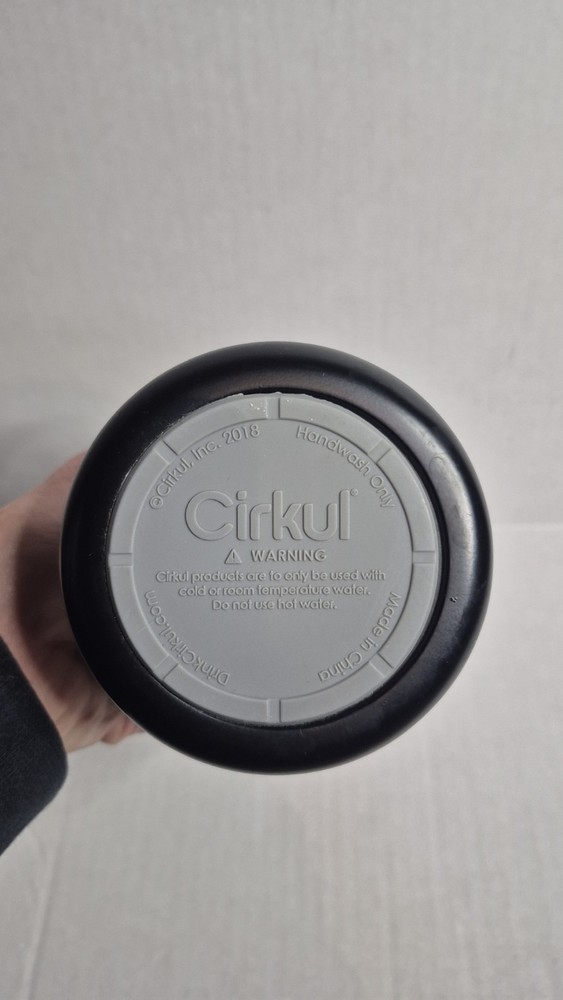 ©Cirkul, Inc. 2018
Handwash Only
Cirkul®
⚠ WARNING
Cirkul products are to only be used with
cold or room temperature water.
Do not use hot water.
DrinkCirkul.com
Made in China